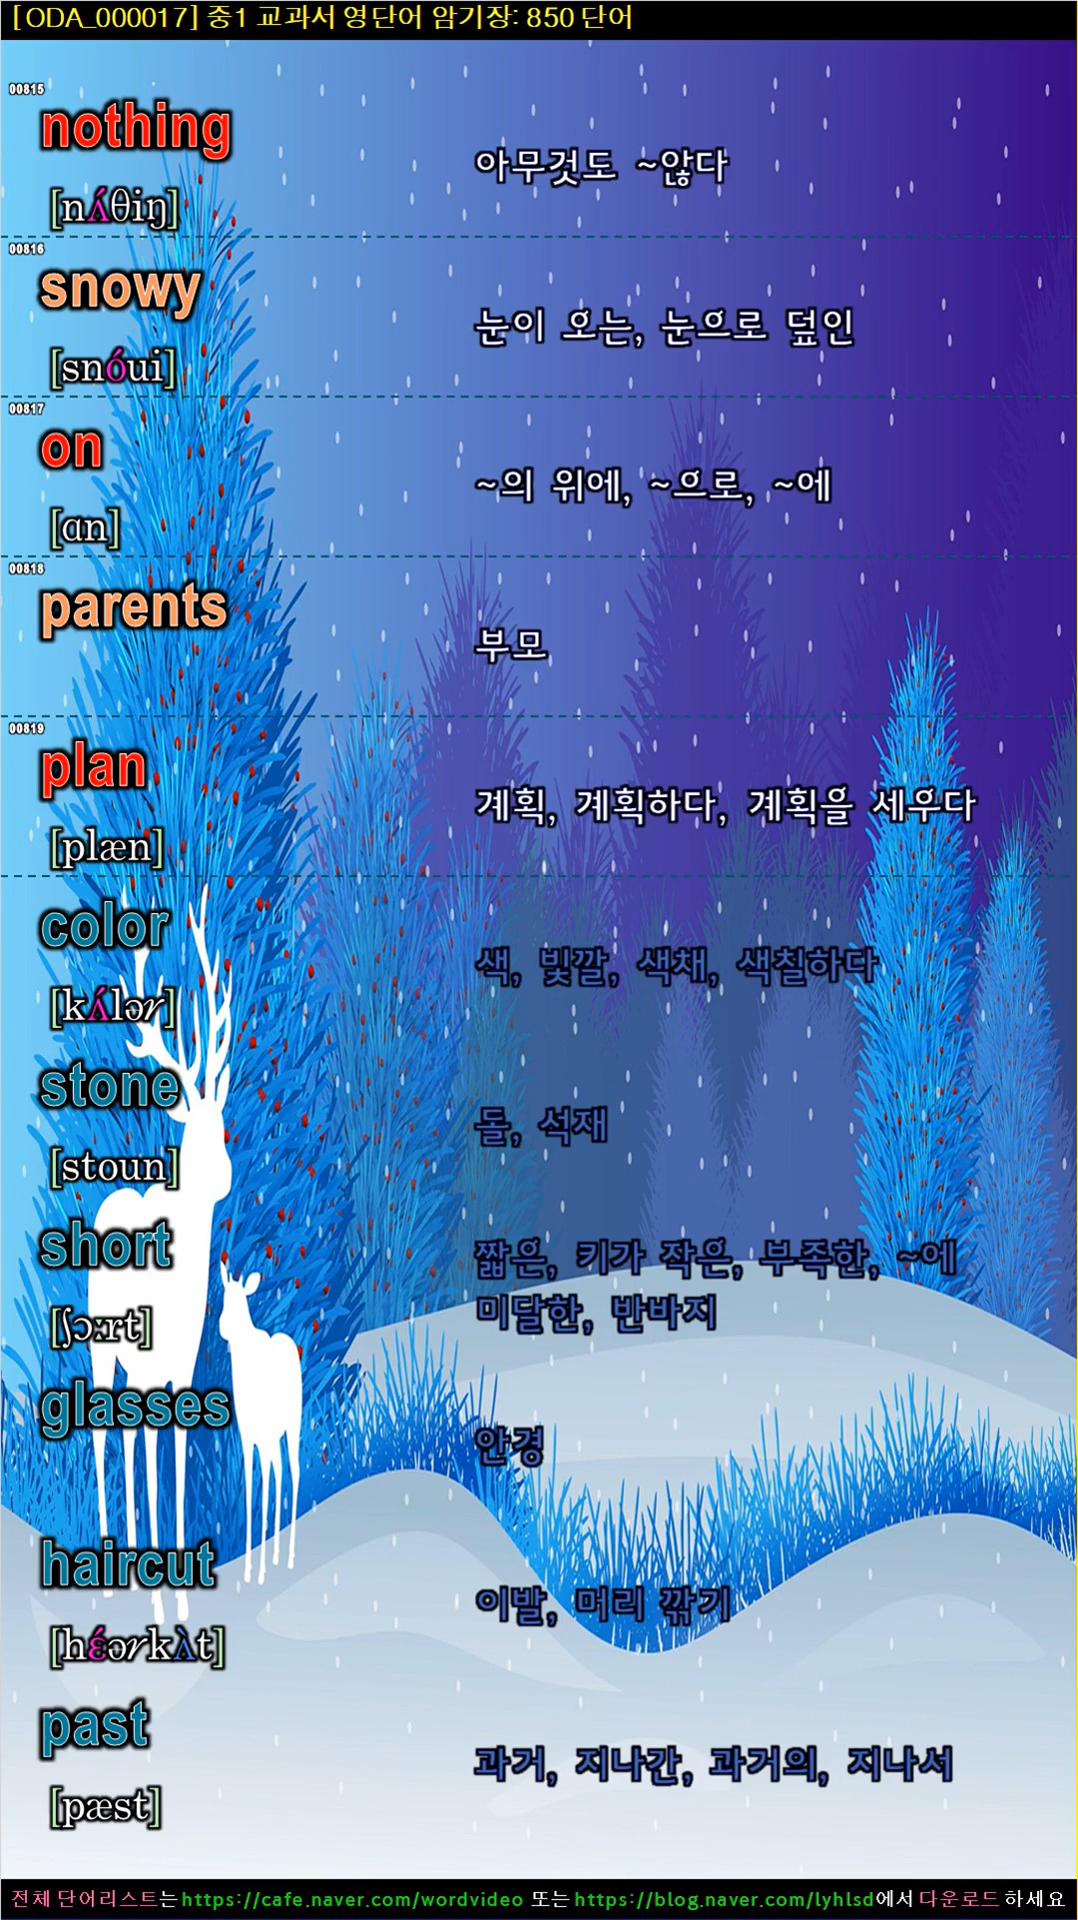 [ODA_000017] 중1 교과서 영단어 암기장: 850 단어
00815
nothing
아무것도 ~않다
[nʌ́θiŋ]
00816
snowy
눈이 오는, 눈으로 덮인
[snóui]
00817
on
~의 위에, ~으로, ~에
[ɑn]
00818
parents
부모
00819
plan
계획, 계획하다, 계획을 세우다
[plæn]
color
색, 빛깔, 색채, 색칠하다
[kʌ́lər]
stone
돌, 석재
[stoun]
short
짧은, 키가 작은, 부족한, ~에
미달한, 반바지
[ʃɔːrt]
glasses
안경
haircut
이발, 머리 깎기
[hɛ́ərkʌ̀t]
past
과거, 지나간, 과거의, 지나서
[pæst]
전체 단어리스트는 https://cafe.naver.com/wordvideo 또는 https://blog.naver.com/lyhlsd에서 다운로드 하세요